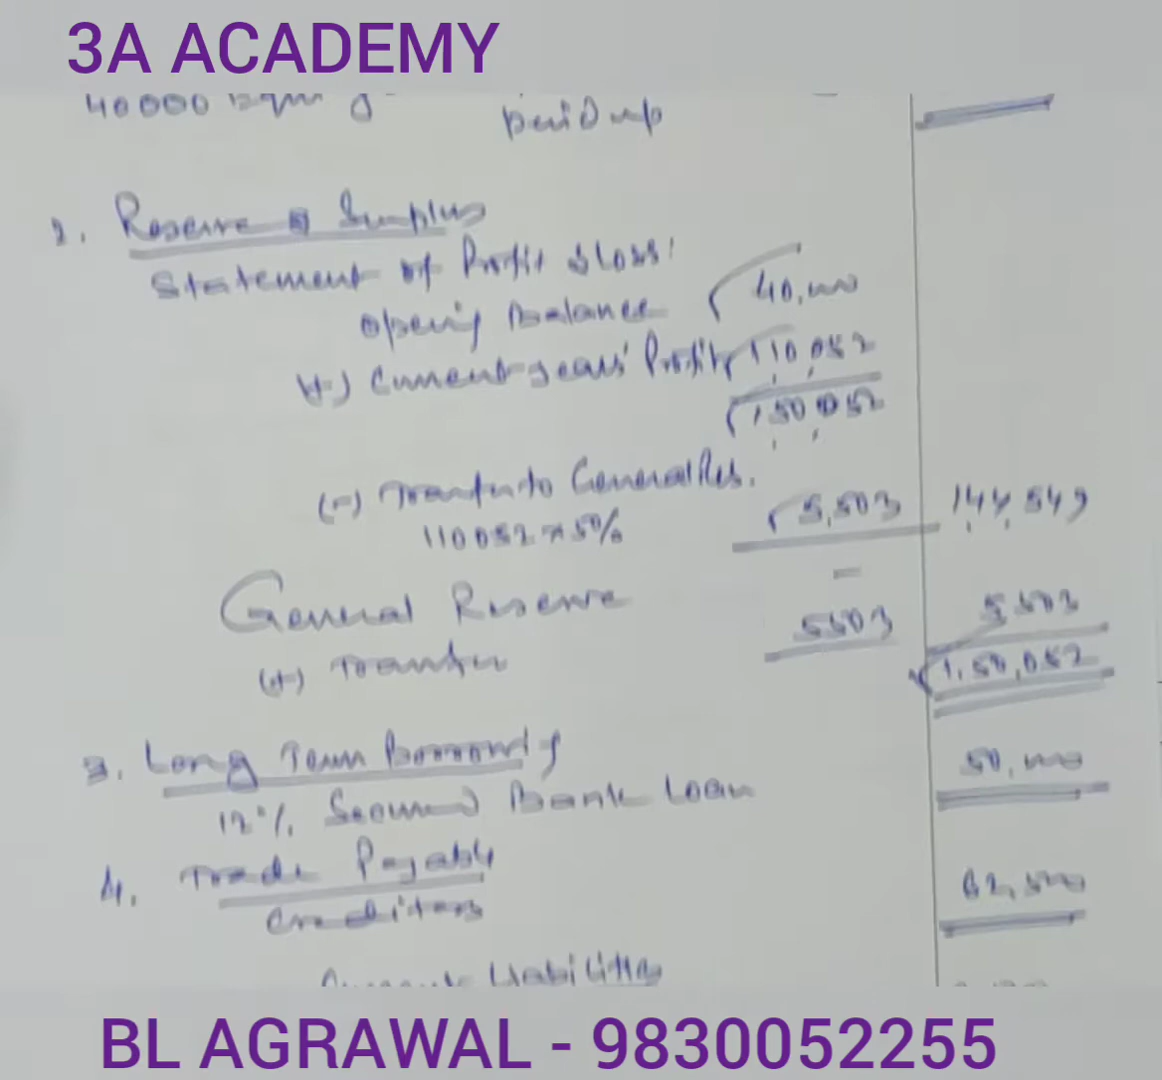 3A ACADEMY
40000
paid up
2. Reserve & Surplus
Statement of Profit & Loss:
Opening Balance 40,000
(+) Current years' Profit 110,052
1,50,052
(-) Transfer to General Res.
110052 x 5% 5,503 144,549
General Reserve -
(+) Transfer 5503 5,503
1,50,052
3. Long Term Borrowing
12% Secured Bank Loan 50,000
4. Trade Payable
Creditors 62,500
Liabilities
BL AGRAWAL - 9830052255